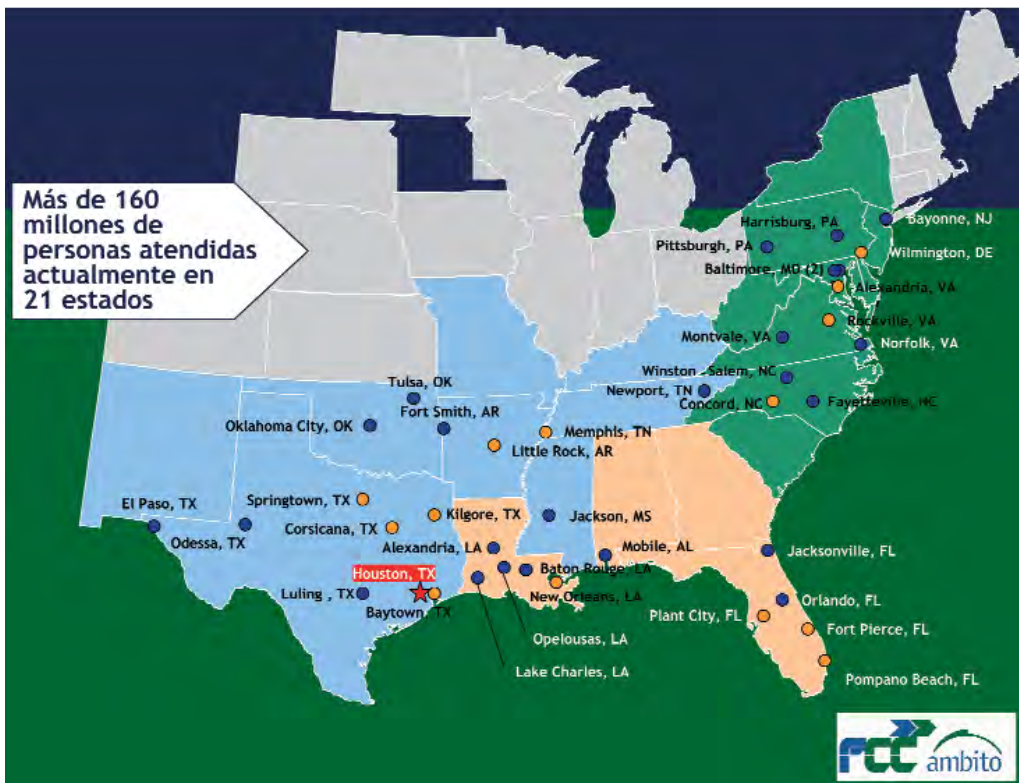 Más de 160
millones de
personas atendidas
actualmente en
21 estados
Harrisburg, PA
Bayonne, NJ
Pittsburgh, PA
Wilmington, DE
Baltimore, MD (2)
Alexandria, VA
Rockville, VA
Montvale, VA
Norfolk, VA
Winston -Salem, NC
Tulsa, OK
Newport, TN
Concord, NC
Fayetteville, NC
Fort Smith, AR
Oklahoma City, OK
Memphis, TN
Little Rock, AR
El Paso, TX
Springtown, TX
Kilgore, TX
Jackson, MS
Corsicana, TX
Odessa, TX
Alexandria, LA
Mobile, AL
Jacksonville, FL
Houston, TX
Baton Rouge, LA
Luling , TX
New Orleans, LA
Orlando, FL
Baytown, TX
Plant City, FL
Fort Pierce, FL
Opelousas, LA
Lake Charles, LA
Pompano Beach, FL
FCC
ambito